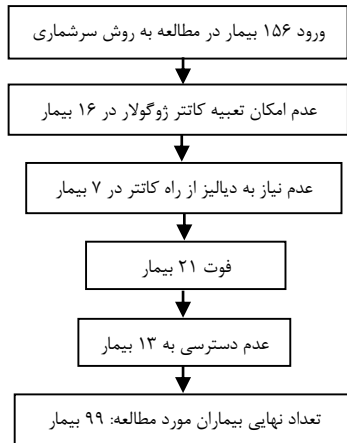 ورود ۱۵۶ بیمار در مطالعه به روش سرشماری
عدم امکان تعبیه کاتتر ژوگولار در ۱۶ بیمار
عدم نیاز به دیالیز از راه کاتتر در ۷ بیمار
فوت ۲۱ بیمار
عدم دسترسی به ۱۳ بیمار
تعداد نهایی بیماران مورد مطالعه: ۹۹ بیمار